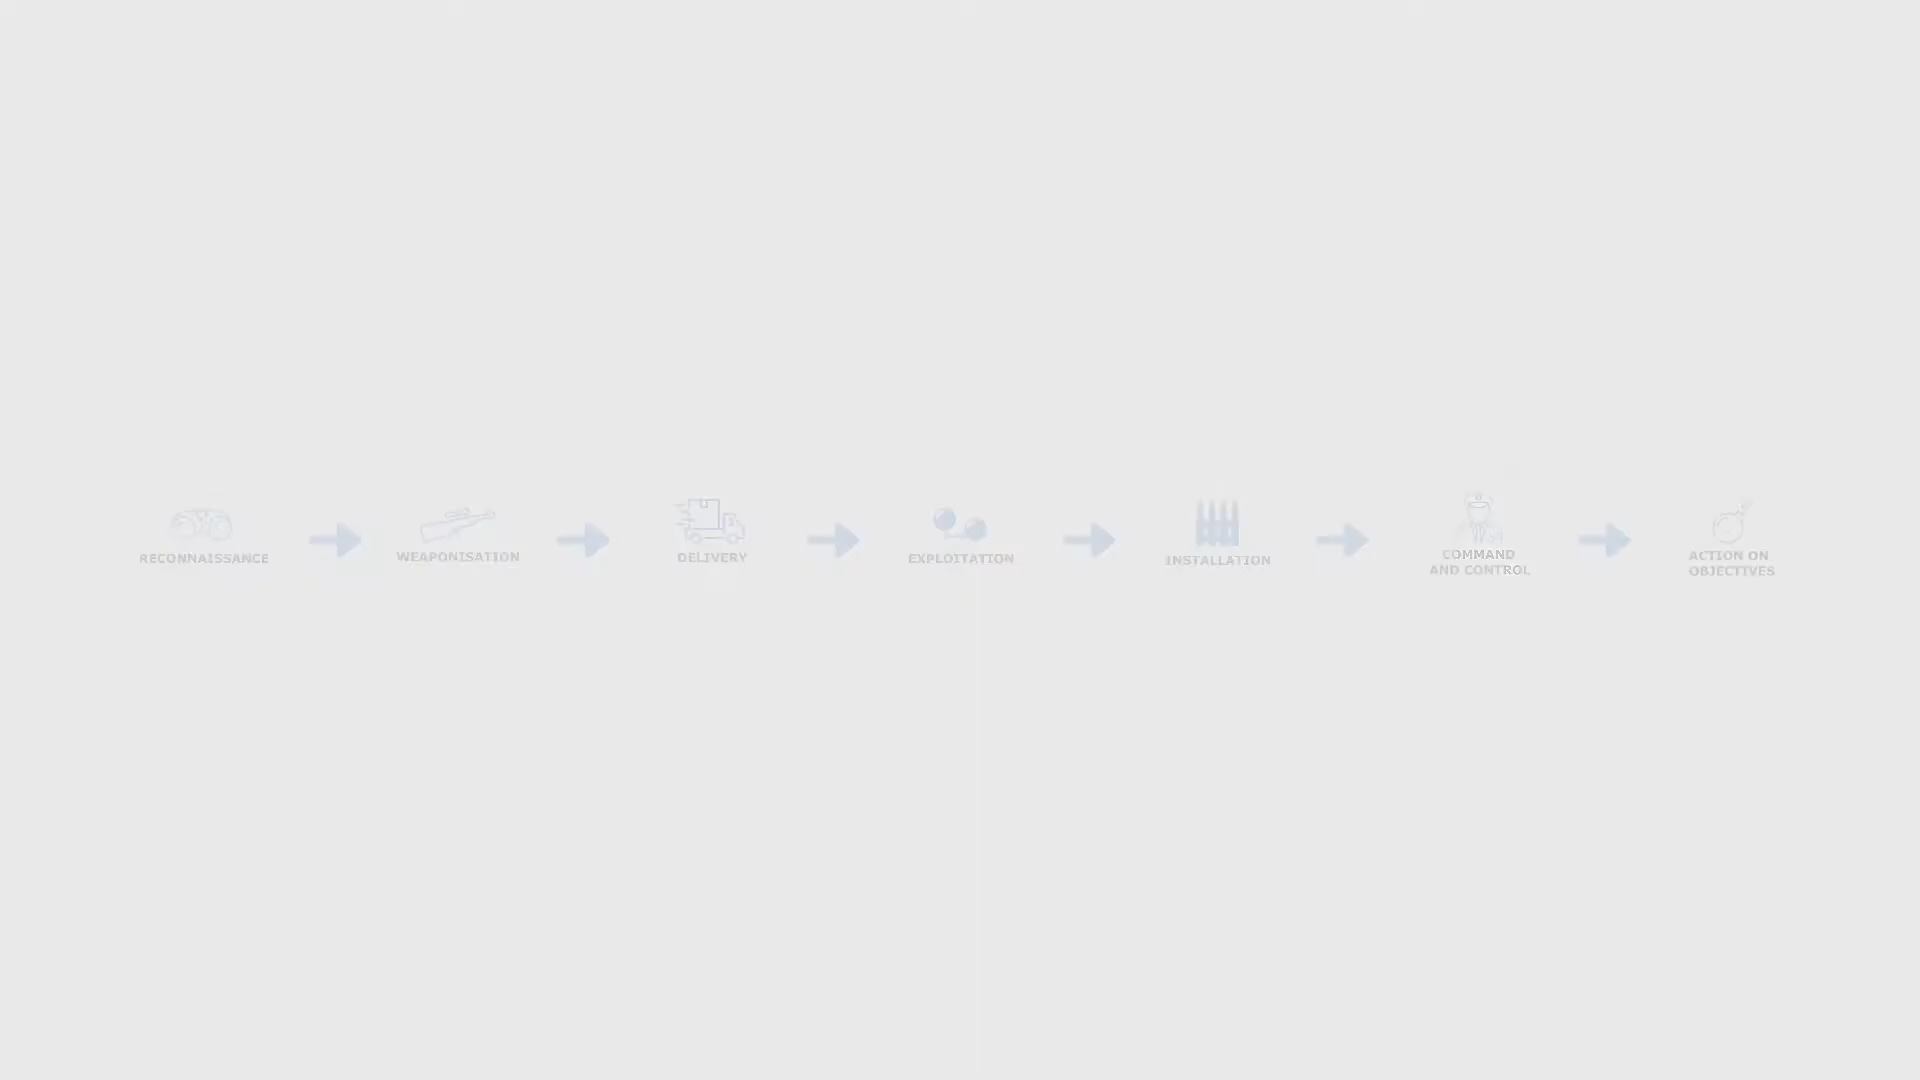 RECONNAISSANCE
WEAPONISATION
DELIVERY
EXPLOITATION
INSTALLATION
COMMAND
AND CONTROL
ACTION ON
OBJECTIVES